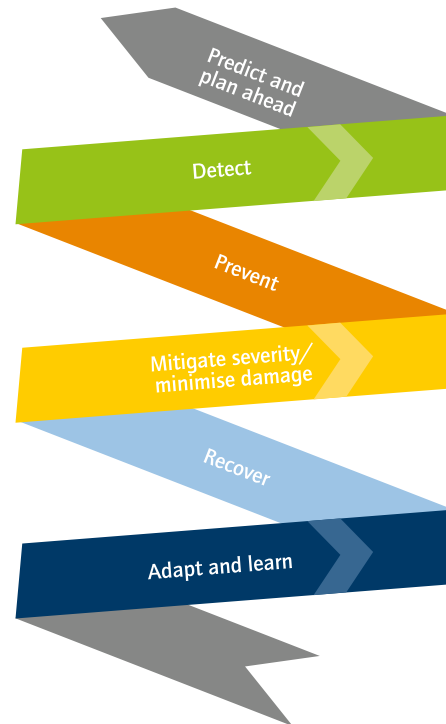 Predict and
plan ahead
Detect
Prevent
Mitigate severity/
minimise damage
Recover
Adapt and learn